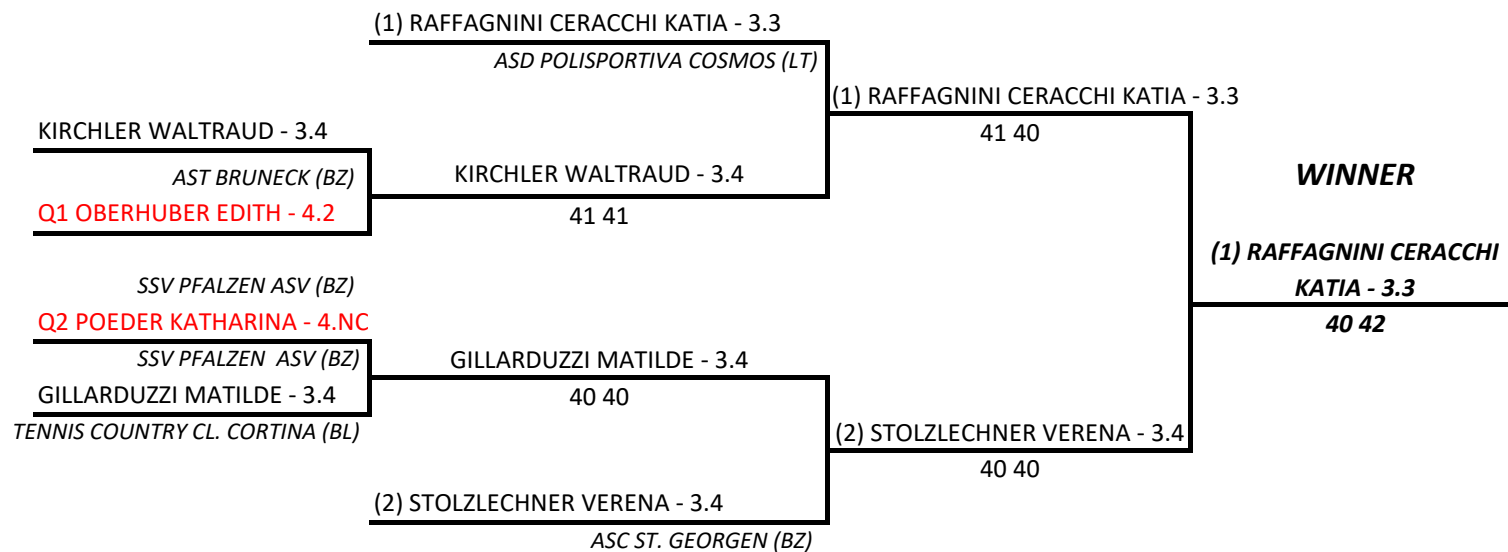 (1) RAFFAGNINI CERACCHI KATIA - 3.3
ASD POLISPORTIVA COSMOS (LT)
(1) RAFFAGNINI CERACCHI KATIA - 3.3
41 40
KIRCHLER WALTRAUD - 3.4
AST BRUNECK (BZ)
KIRCHLER WALTRAUD - 3.4
41 41
Q1 OBERHUBER EDITH - 4.2
SSV PFALZEN ASV (BZ)
WINNER
(1) RAFFAGNINI CERACCHI
KATIA - 3.3
40 42
Q2 POEDER KATHARINA - 4.NC
SSV PFALZEN  ASV (BZ)
GILLARDUZZI MATILDE - 3.4
40 40
GILLARDUZZI MATILDE - 3.4
TENNIS COUNTRY CL. CORTINA (BL)
(2) STOLZLECHNER VERENA - 3.4
40 40
(2) STOLZLECHNER VERENA - 3.4
ASC ST. GEORGEN (BZ)